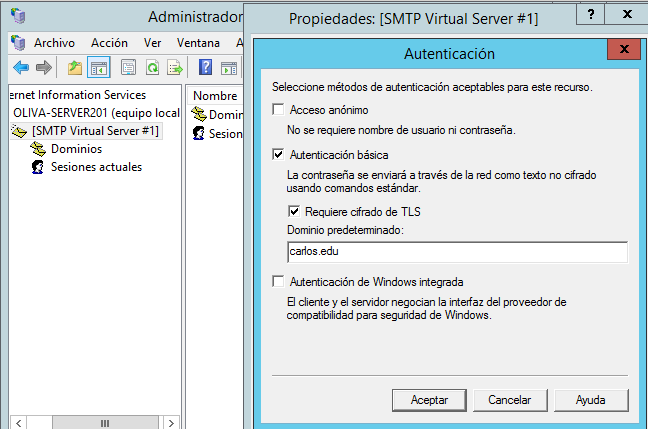 Administrador
Archivo Acción Ver Ventana A
ernet Information Services
OLIVA-SERVER201 (equipo local
[SMTP Virtual Server #1]
Dominios
Sesiones actuales
Nombre
Domin
Sesion
Propiedades: [SMTP Virtual Server #1]
? X
Autenticación
X
Seleccione métodos de autenticación aceptables para este recurso.
Acceso anónimo
No se requiere nombre de usuario ni contraseña.
Autenticación básica
La contraseña se enviará a través de la red como texto no cifrado
usando comandos estándar.
Requiere cifrado de TLS
Dominio predeterminado:
carlos.edu
Autenticación de Windows integrada
El cliente y el servidor negocian la interfaz del proveedor de
compatibilidad para seguridad de Windows.
Aceptar Cancelar Ayuda